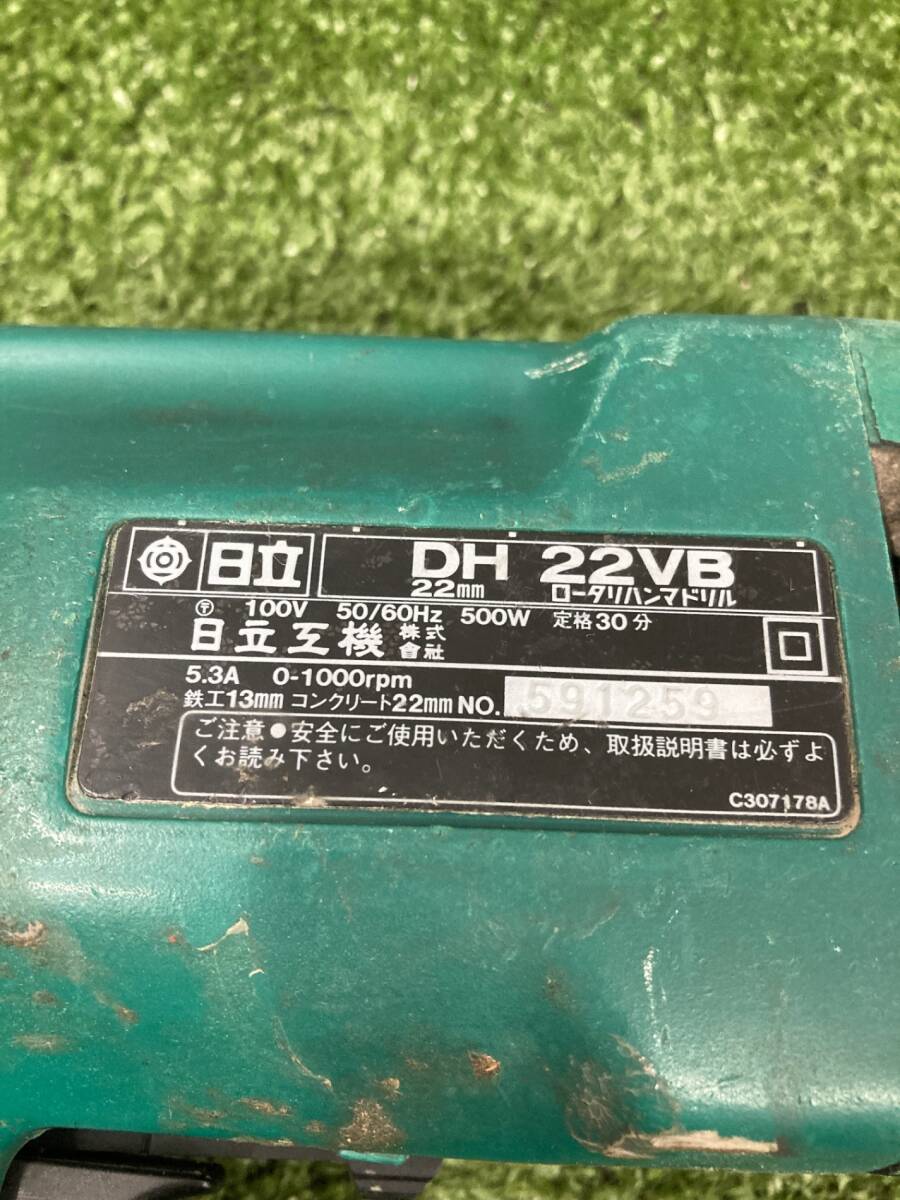 日立 DH 22VB
22mm ロータリハンマドリル
〒 100V 50/60Hz 500W 定格30分
日立工機 株式會社
5.3A 0-1000rpm
鉄工13mm コンクリート22mm NO. 591259
ご注意●安全にご使用いただくため、取扱説明書は必ずよ
くお読み下さい。
C307178A